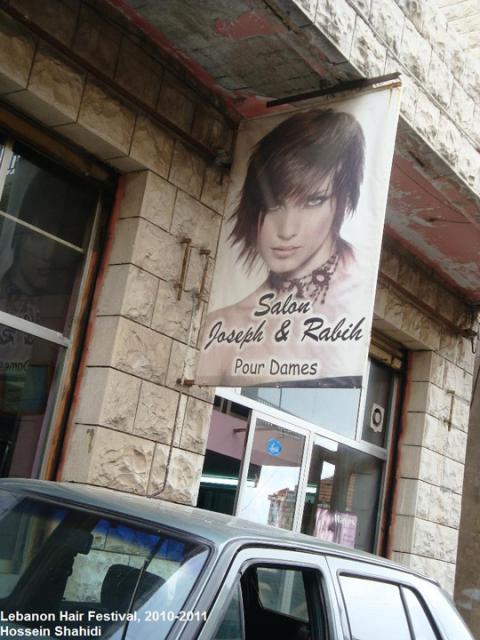 Salon
Joseph & Rabih
Pour Dames
Lebanon Hair Festival, 2010-2011
Hossein Shahidi